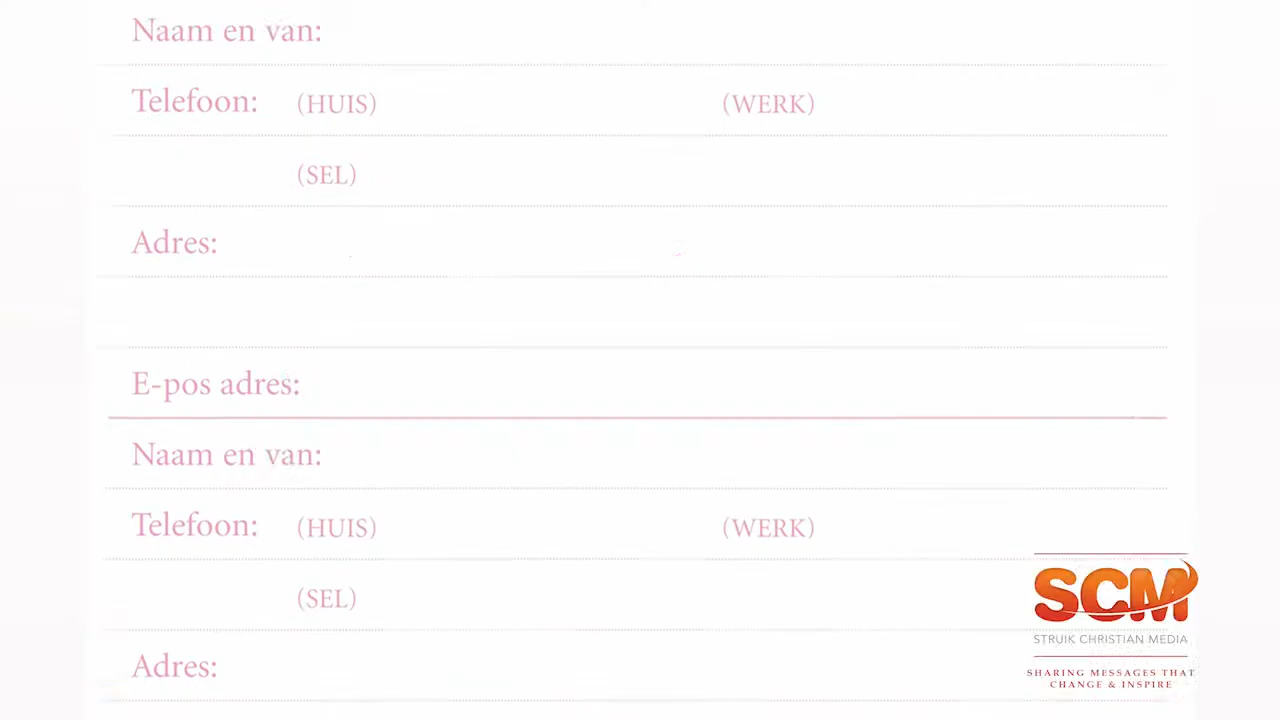 Naam en van:
Telefoon: (HUIS) (WERK)
(SEL)
Adres:
E-pos adres:
Naam en van:
Telefoon: (HUIS) (WERK)
(SEL)
Adres:
SCM
STRUIK CHRISTIAN MEDIA
SHARING MESSAGES THAT
CHANGE & INSPIRE